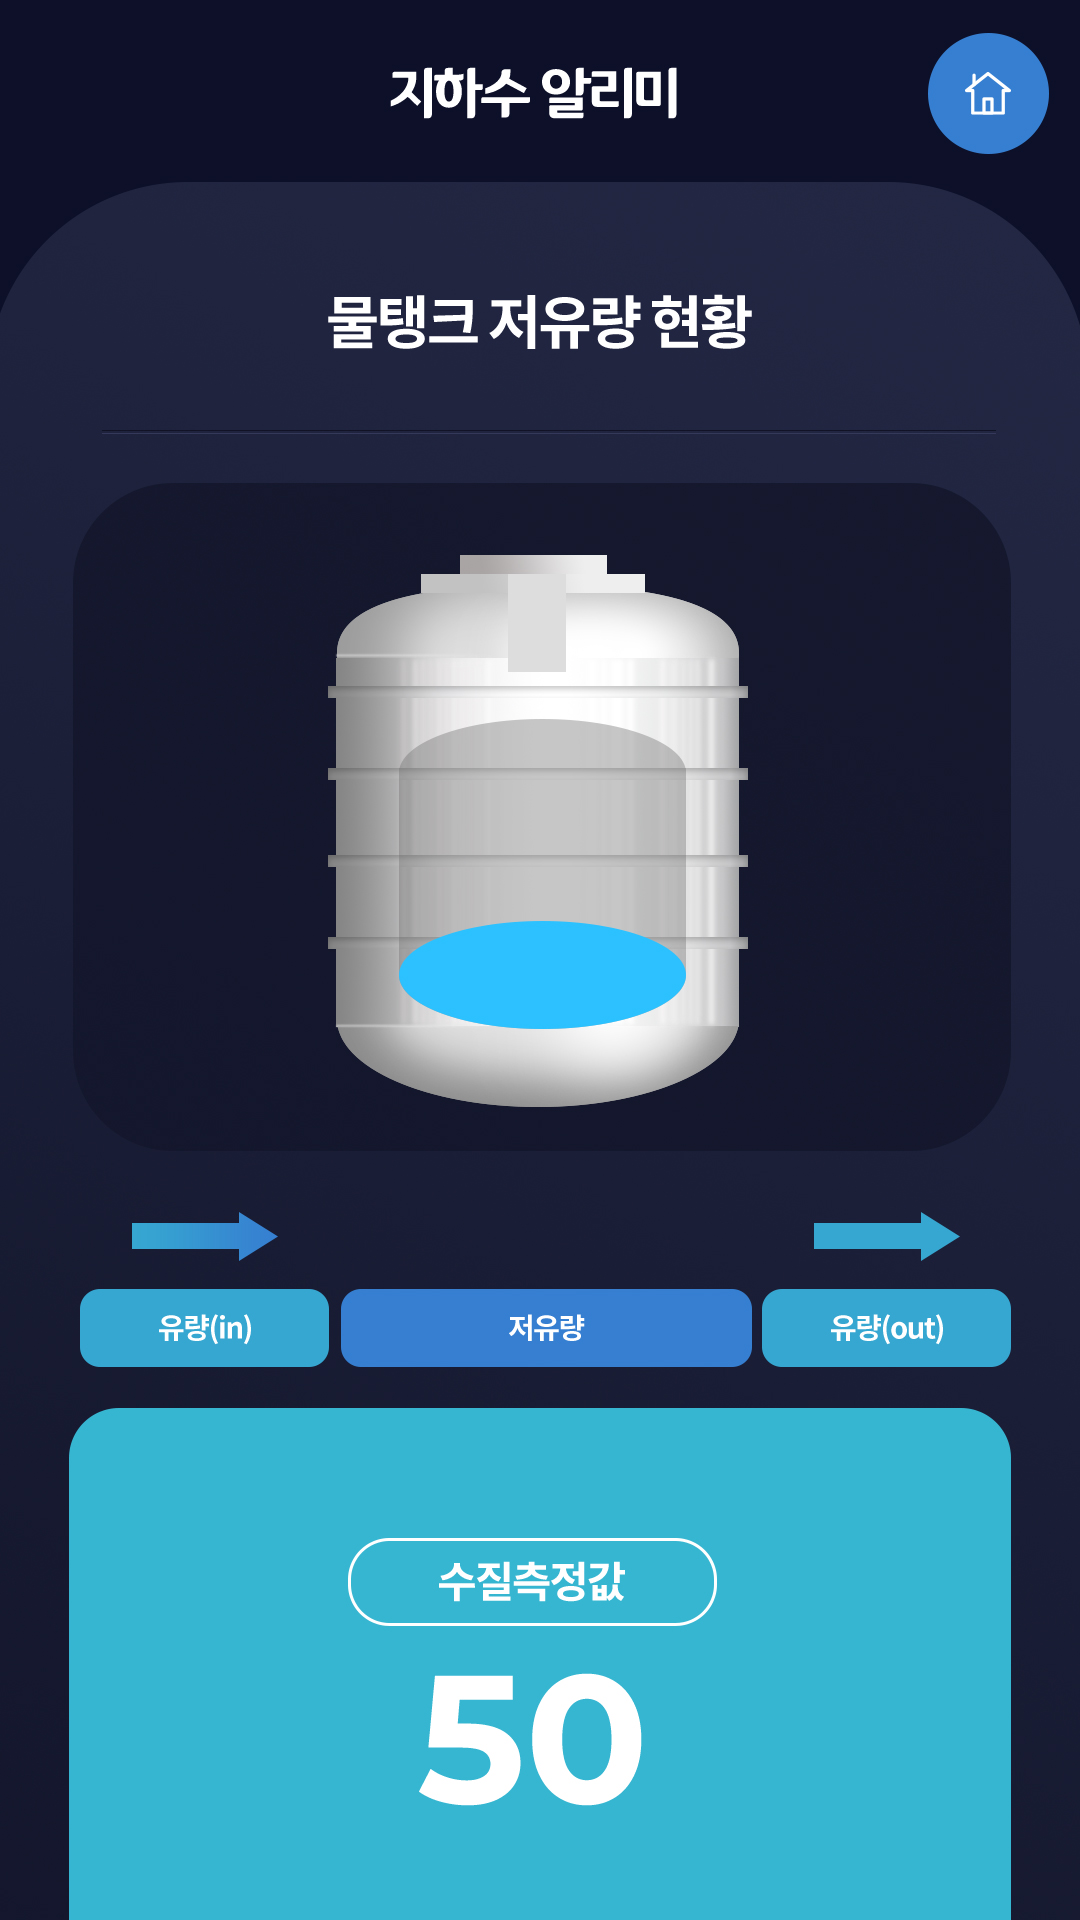 지하수 알리미
물탱크 저유량 현황
유량(in)
저유량
유량(out)
수질측정값
50